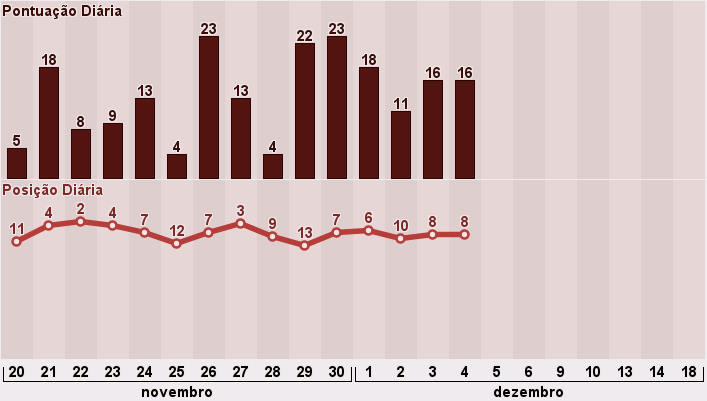 Pontuação Diária
5 18 8 9 13 4 23 13 4 22 23 18 11 16 16
Posição Diária
11 4 2 4 7 12 7 3 9 13 7 6 10 8 8
20 21 22 23 24 25 26 27 28 29 30 1 2 3 4 5 6 9 10 13 14 18
novembro dezembro